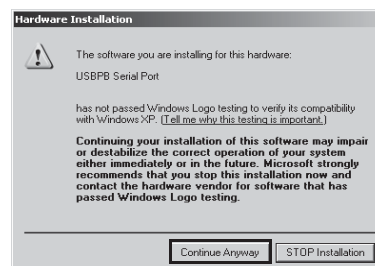 Hardware Installation
The software you are installing for this hardware:
USBPB Serial Port
has not passed Windows Logo testing to verify its compatibility
with Windows XP. (Tell me why this testing is important.)
Continuing your installation of this software may impair
or destabilize the correct operation of your system
either immediately or in the future. Microsoft strongly
recommends that you stop this installation now and
contact the hardware vendor for software that has
passed Windows Logo testing.
Continue Anyway
STOP Installation